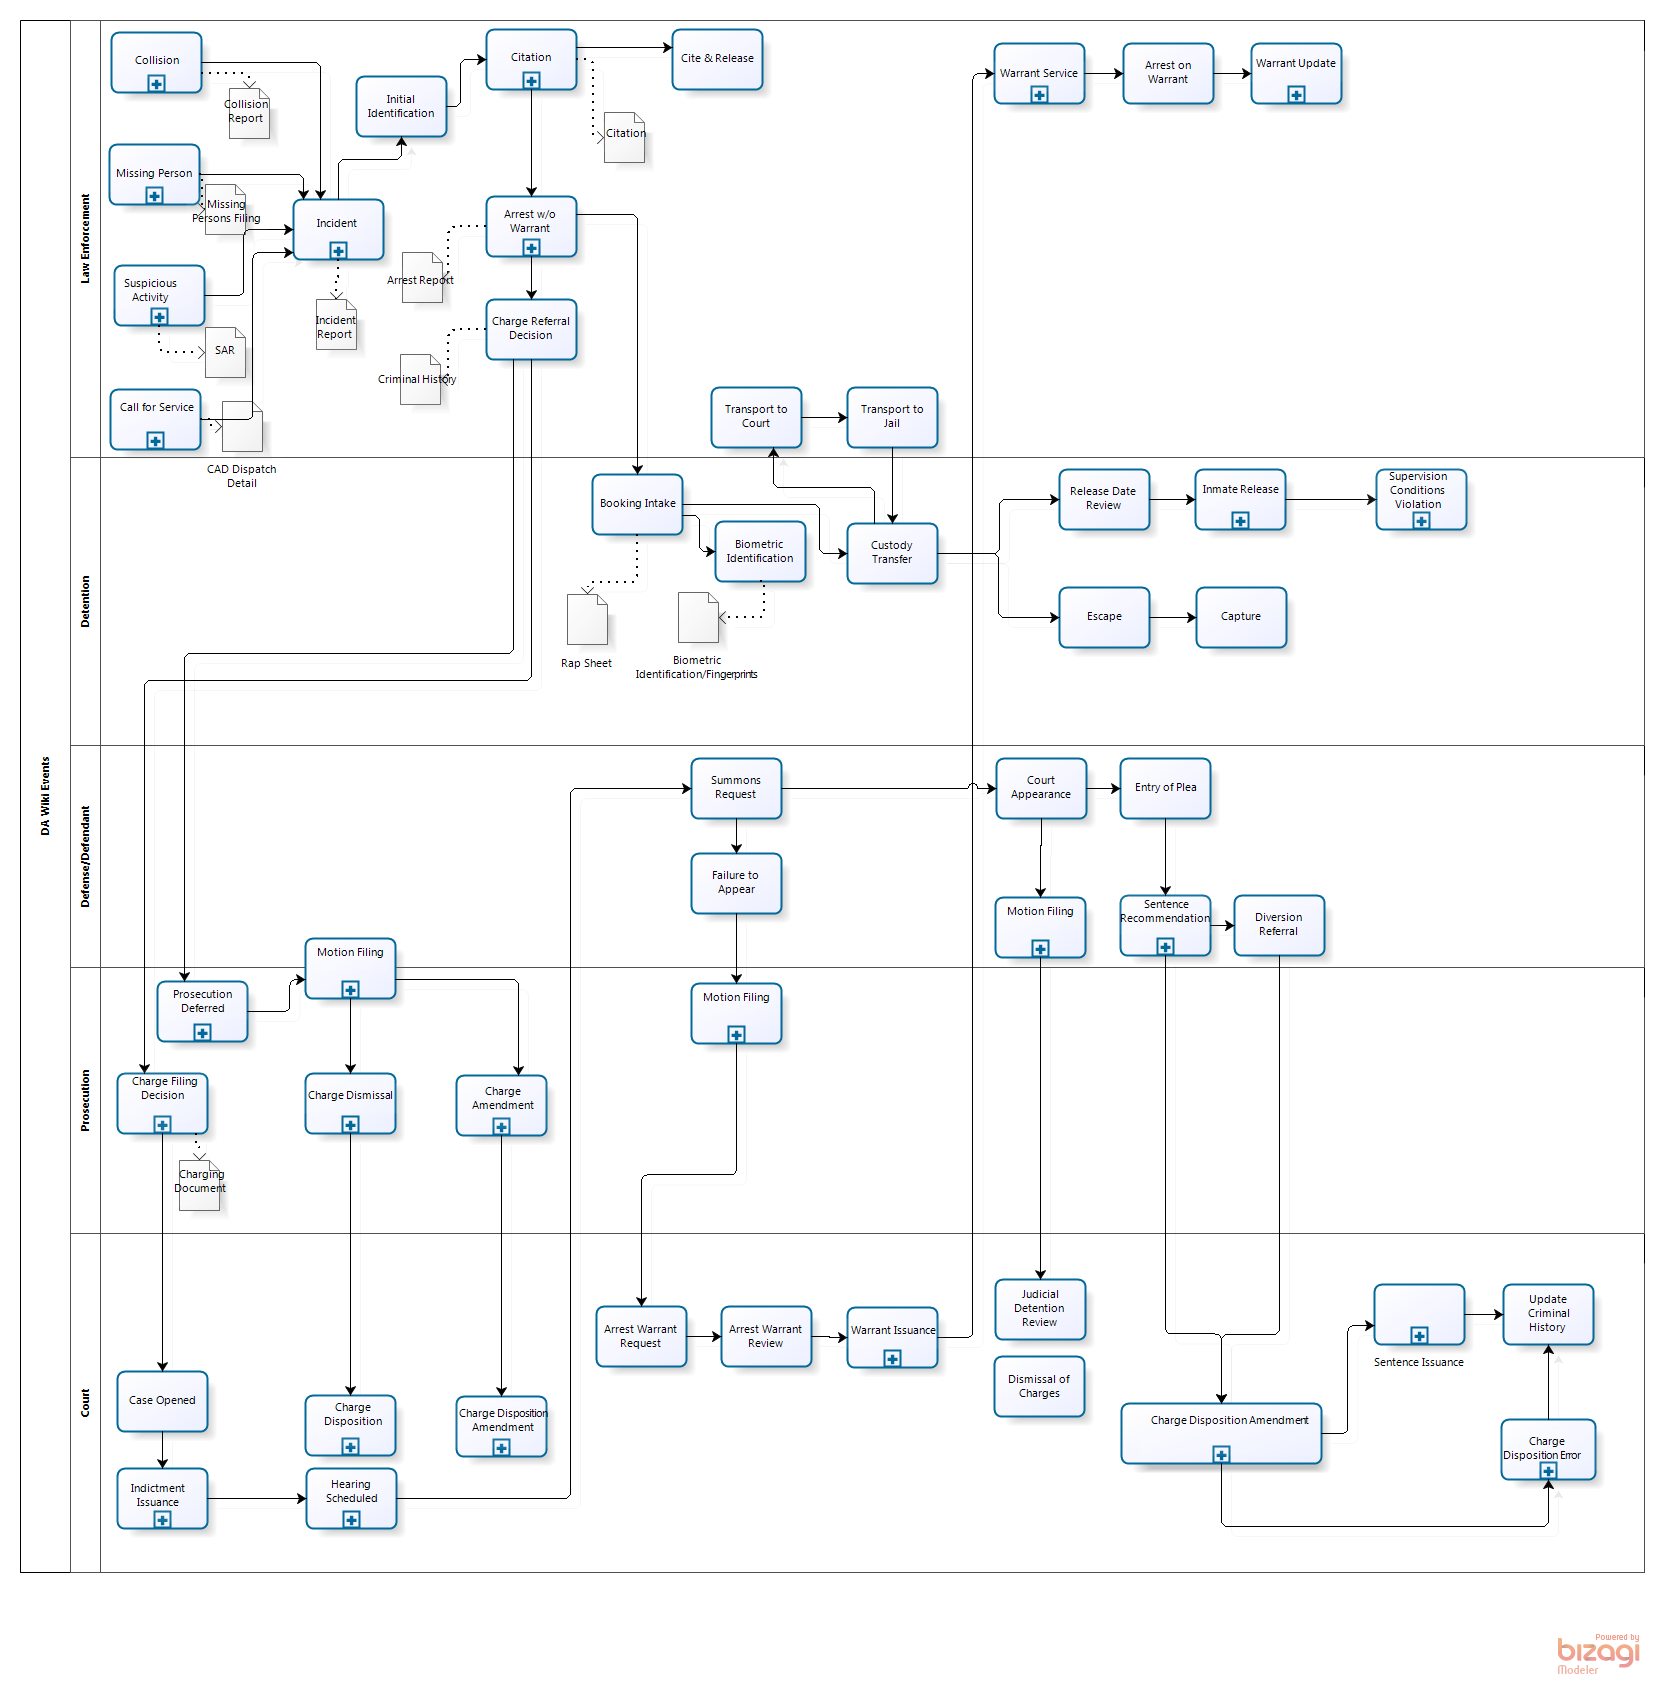 DA Wiki Events
Law Enforcement
Collision
Collision
Report
Missing Person
Missing
Persons Filing
Suspicious
Activity
SAR
Call for Service
CAD Dispatch
Detail
Incident
Incident
Report
Initial
Identification
Citation
Citation
Cite & Release
Arrest w/o
Warrant
Arrest Report
Charge Referral
Decision
Criminal History
Transport to
Court
Transport to
Jail
Warrant Service
Arrest on
Warrant
Warrant Update
Detention
Booking Intake
Rap Sheet
Biometric
Identification
Biometric
Identification/Fingerprints
Custody
Transfer
Release Date
Review
Inmate Release
Supervision
Conditions
Violation
Escape
Capture
Defense/Defendant
Summons
Request
Failure to
Appear
Court
Appearance
Entry of Plea
Motion Filing
Sentence
Recommendation
Diversion
Referral
Motion Filing
Prosecution
Prosecution
Deferred
Motion Filing
Charge Filing
Decision
Charging
Document
Charge Dismissal
Charge
Amendment
Court
Case Opened
Indictment
Issuance
Charge
Disposition
Hearing
Scheduled
Charge Disposition
Amendment
Arrest Warrant
Request
Arrest Warrant
Review
Warrant Issuance
Judicial
Detention
Review
Dismissal of
Charges
Charge Disposition Amendment
Sentence Issuance
Update
Criminal
History
Charge
Disposition Error
Powered by
bizagi
Modeler